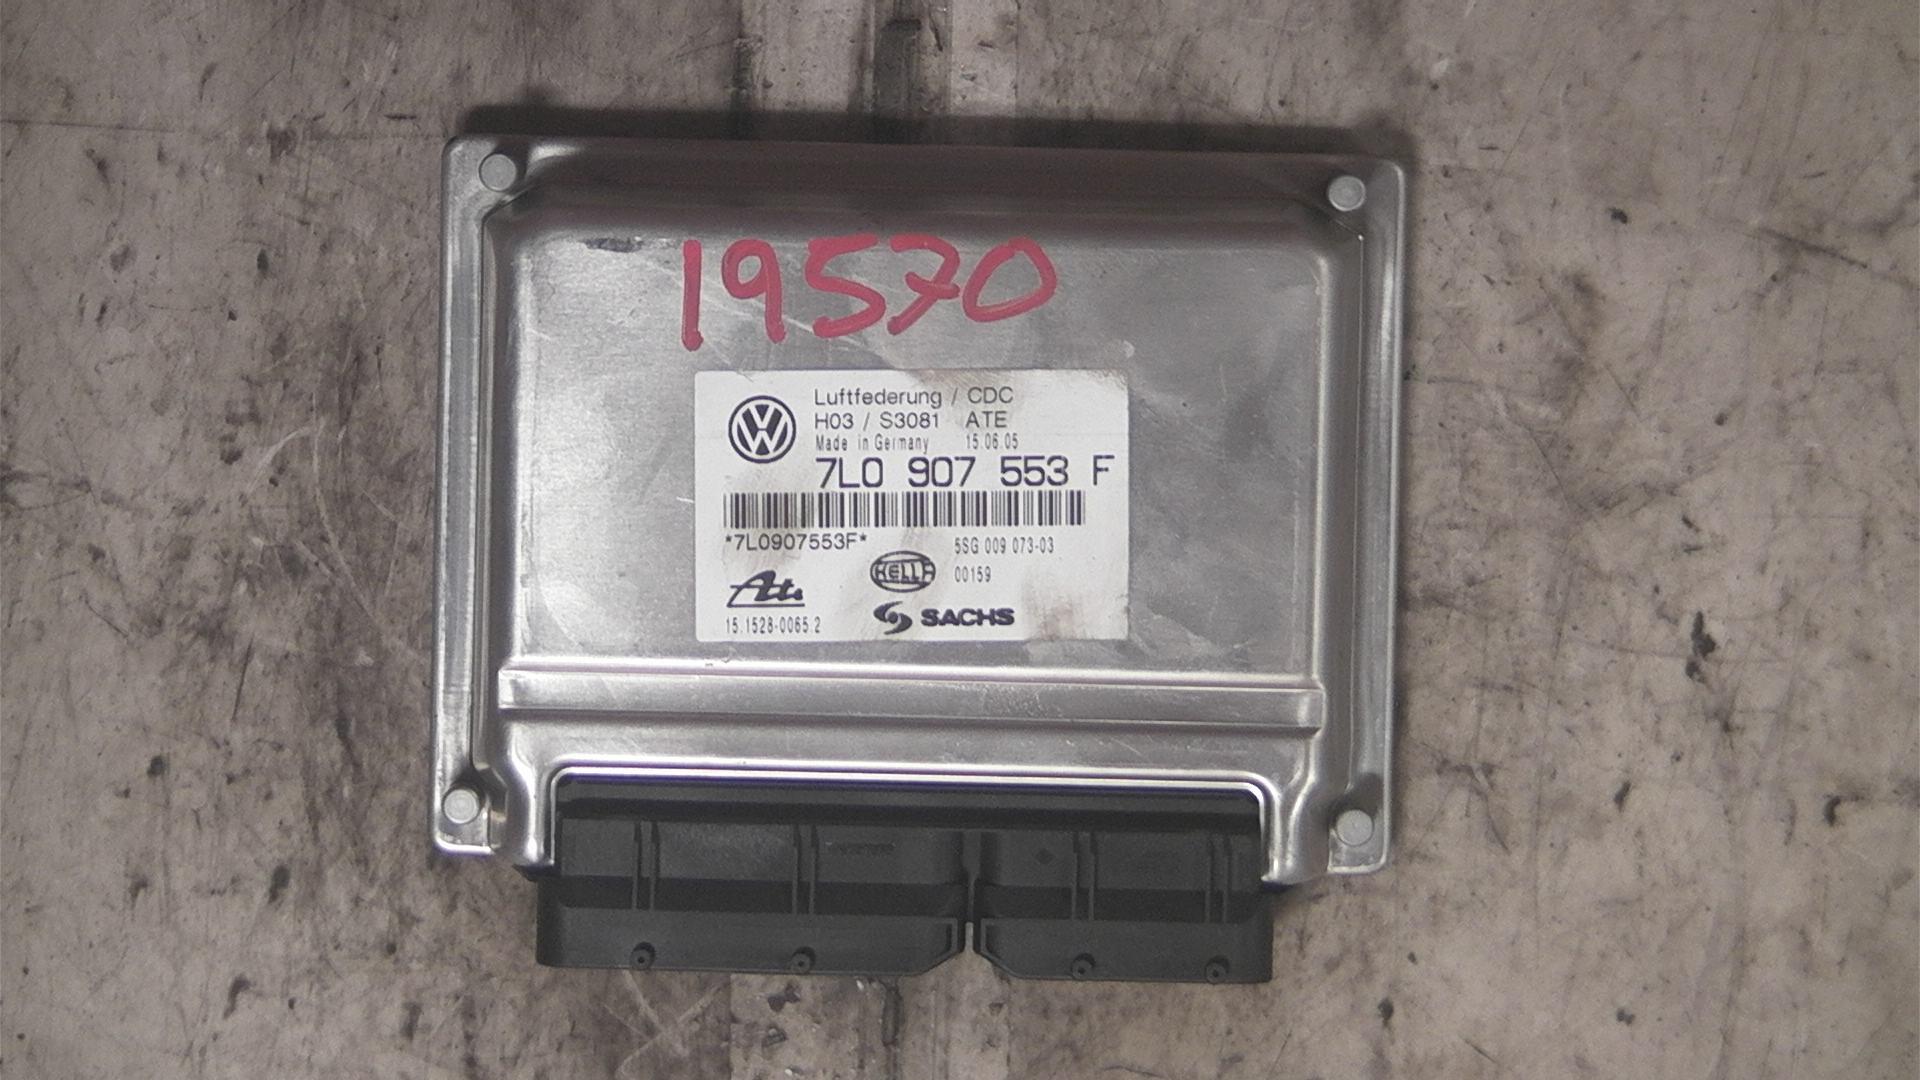 19570
Luftfederung / CDC
H03 / S3081 ATE
Made in Germany 15.06.05
7L0 907 553 F
*7L0907553F* 5SG 009 073-03
HELLA 00159
Ate
15.1528-0065.2 SACHS